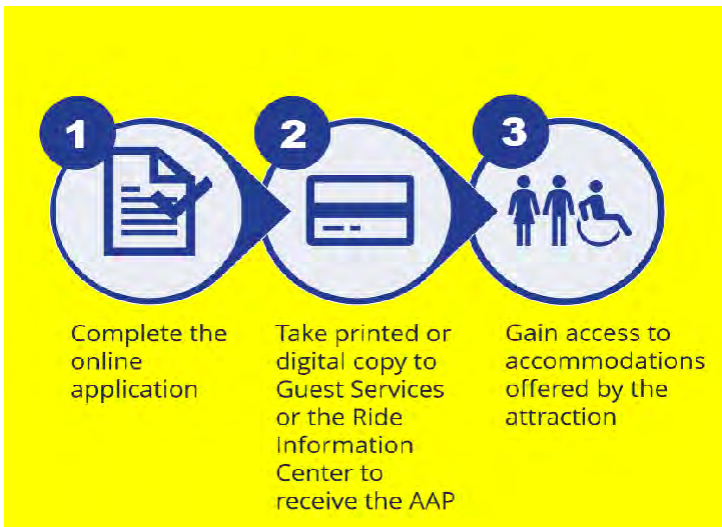 1
Complete the
online
application
2
Take printed or
digital copy to
Guest Services
or the Ride
Information
Center to
receive the AAP
3
Gain access to
accommodations
offered by the
attraction